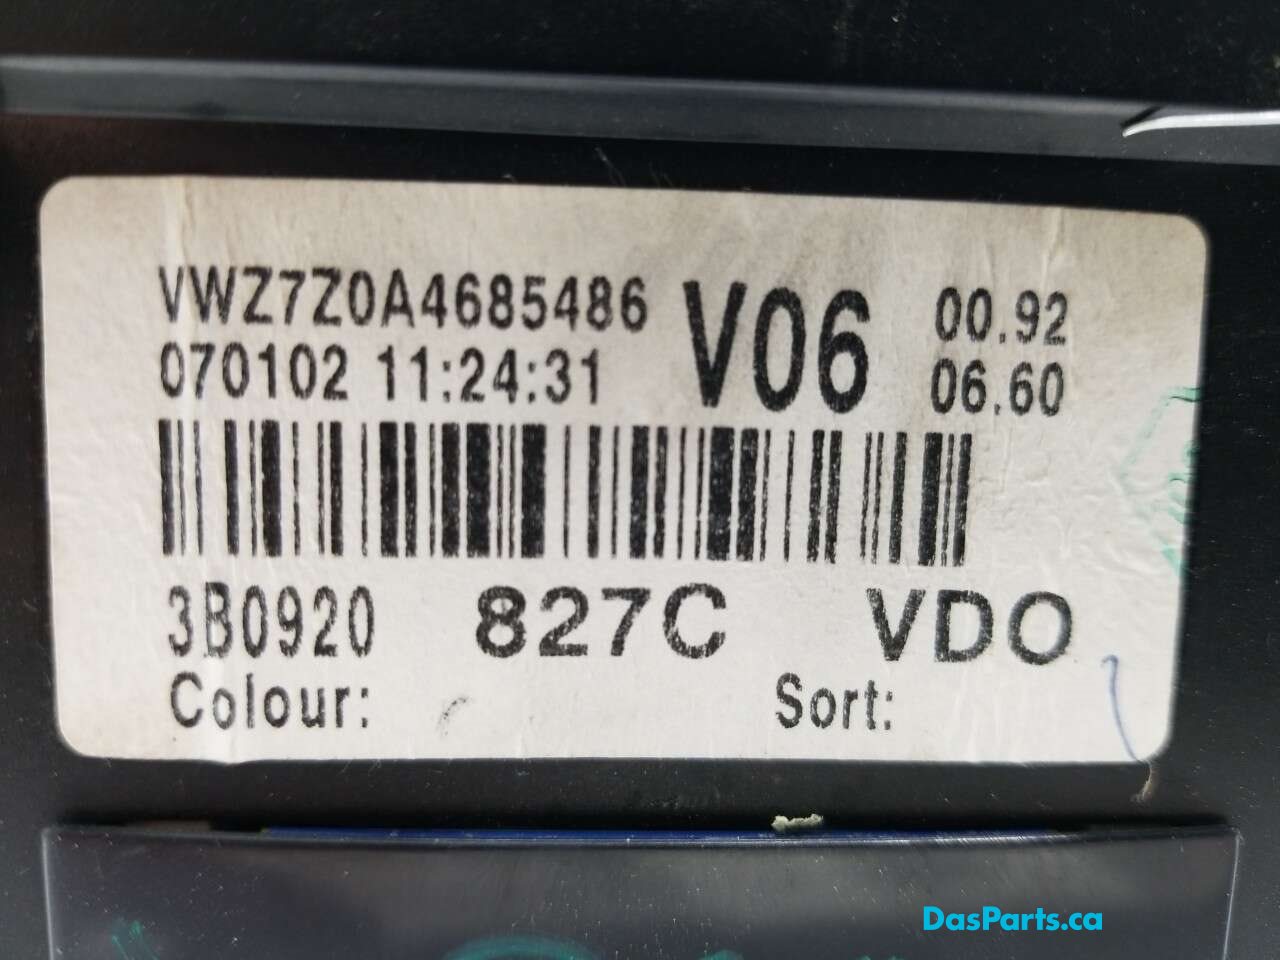 VWZ7Z0A4685486 V06 00.92
070102 11:24:31 06.60
3B0920 827C VDO
Colour: Sort:
DasParts.ca